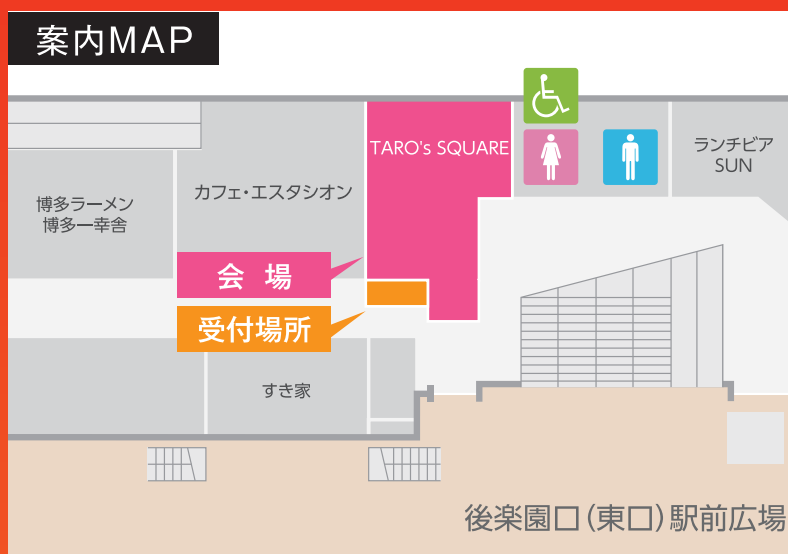 案内MAP
TARO's SQUARE
ランチピア
SUN
カフェ・エスタシオン
博多ラーメン
博多一幸舎
会 場
受付場所
すき家
後楽園口(東口)駅前広場